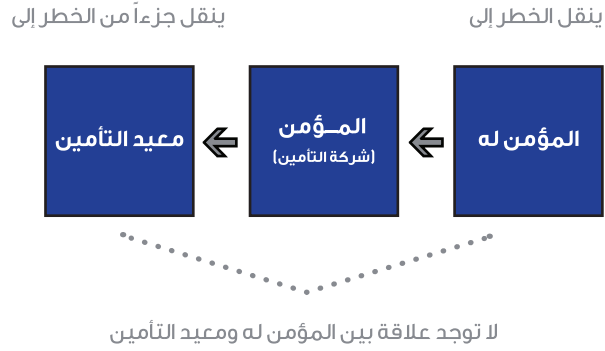 ينقل الخطر إلى
ينقل جزءاً من الخطر إلى
المؤمن له
المــؤمن
(شركة التأمين)
معيد التأمين
لا توجد علاقة بين المؤمن له ومعيد التأمين